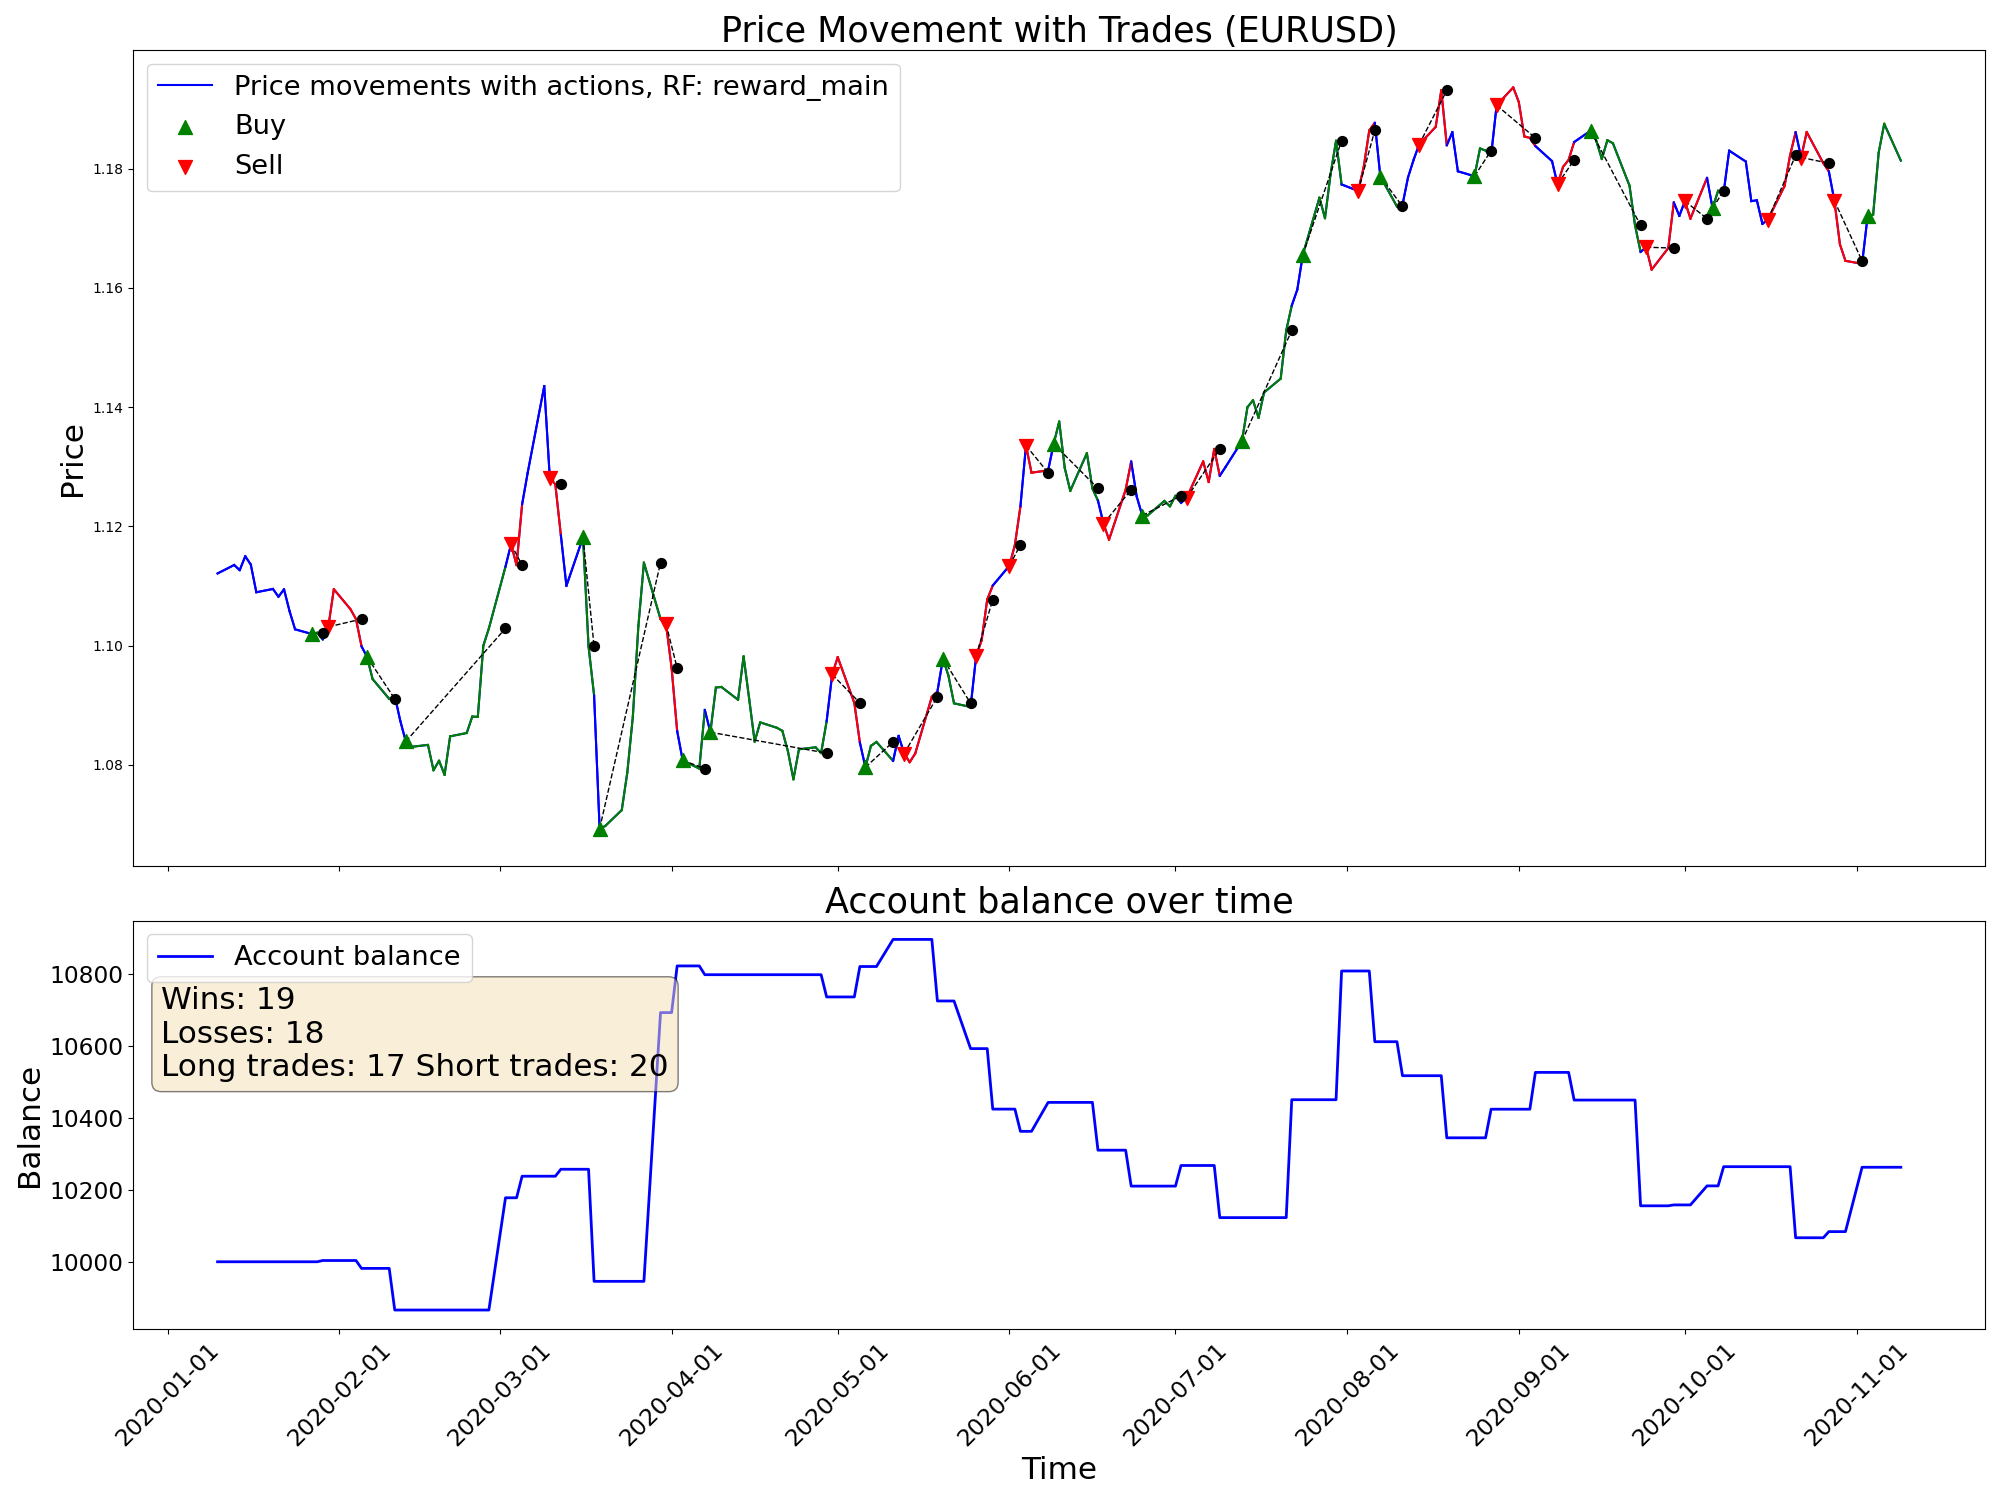 Price Movement with Trades (EURUSD)
Price movements with actions, RF: reward_main
Buy
Sell
Price
1.18
1.16
1.14
1.12
1.10
1.08
Account balance over time
Account balance
Wins: 19
Losses: 18
Long trades: 17 Short trades: 20
Balance
10800
10600
10400
10200
10000
2020-01-01
2020-02-01
2020-03-01
2020-04-01
2020-05-01
2020-06-01
2020-07-01
2020-08-01
2020-09-01
2020-10-01
2020-11-01
Time